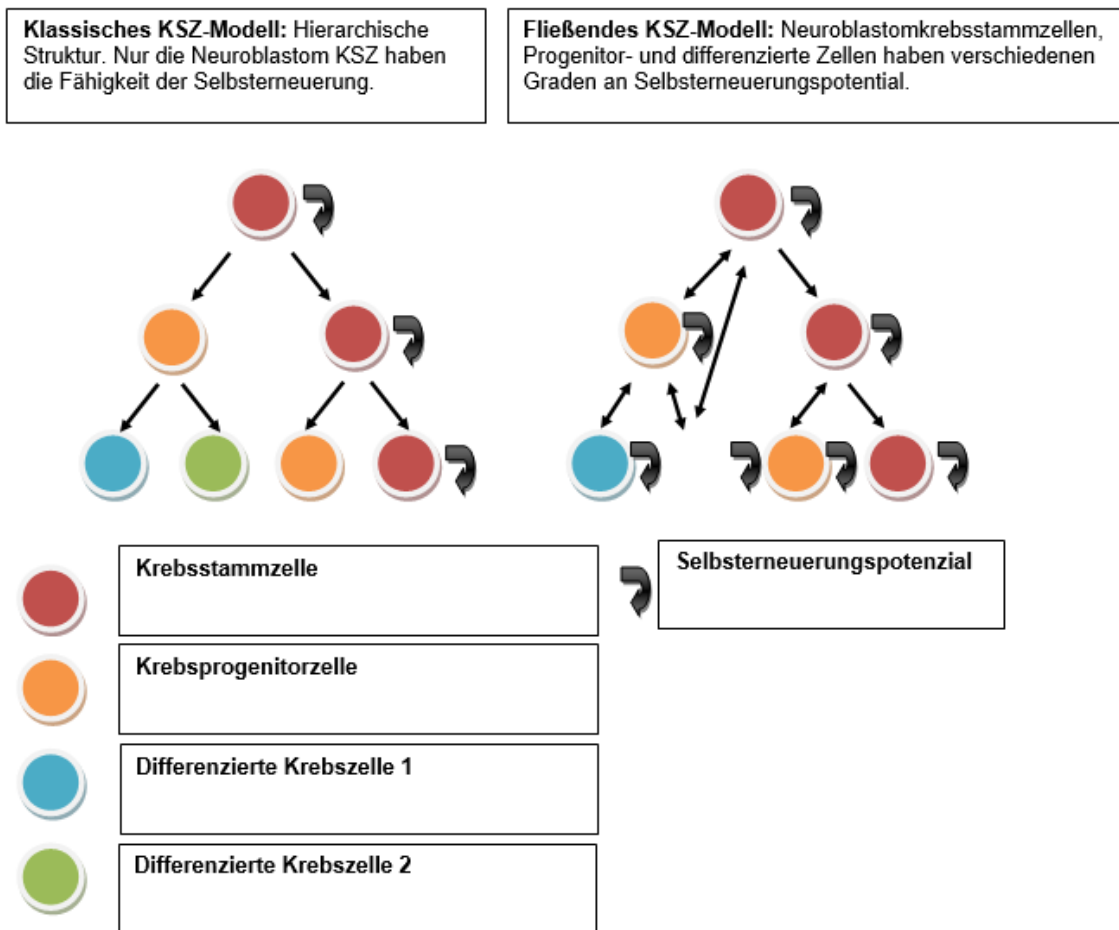 Klassisches KSZ-Modell: Hierarchische
Struktur. Nur die Neuroblastom KSZ haben
die Fähigkeit der Selbsterneuerung.
Fließendes KSZ-Modell: Neuroblastomkrebsstammzellen,
Progenitor- und differenzierte Zellen haben verschiedenen
Graden an Selbsterneuerungspotential.
Krebsstammzelle
Selbsterneuerungspotenzial
Krebsprogenitorzelle
Differenzierte Krebszelle 1
Differenzierte Krebszelle 2